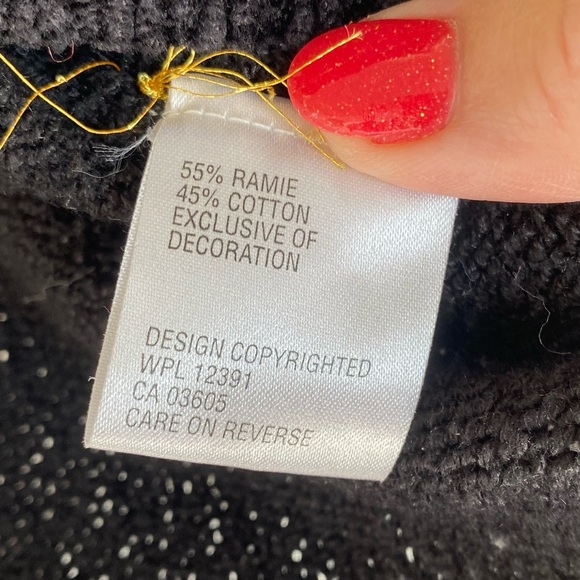 55% RAMIE
45% COTTON
EXCLUSIVE OF
DECORATION
DESIGN COPYRIGHTED
WPL 12391
CA 03605
CARE ON REVERSE